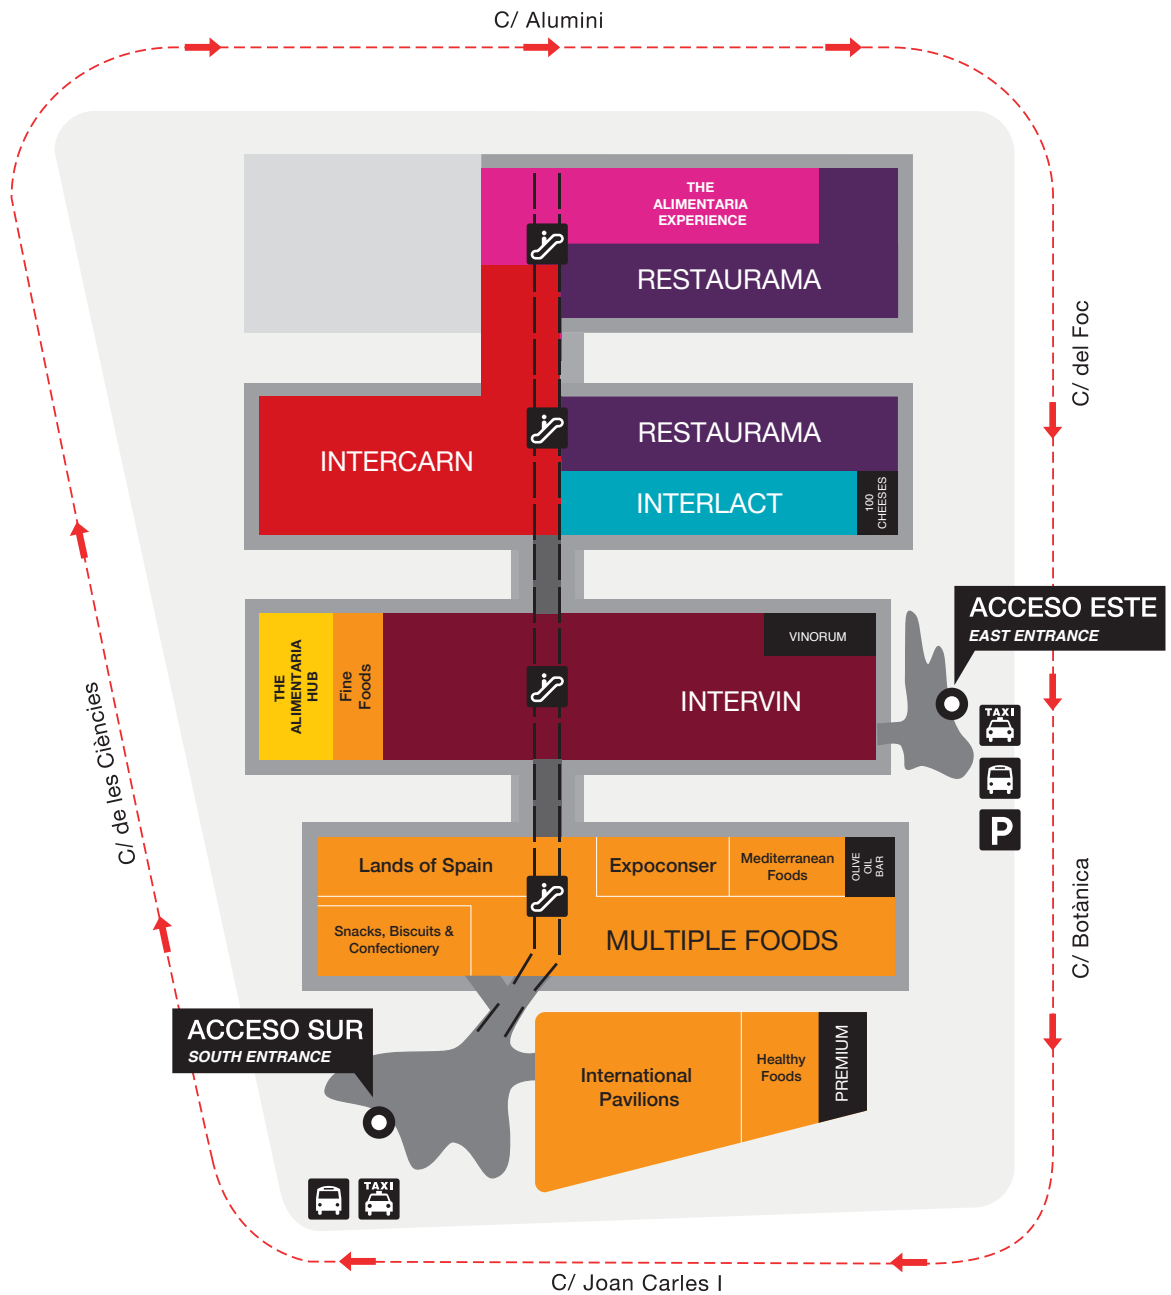 C/ Alumini
THE
ALIMENTARIA
EXPERIENCE
RESTAURAMA
C/ del Foc
RESTAURAMA
INTERCARN
INTERLACT
100
CHEESES
ACCESO ESTE
EAST ENTRANCE
THE
ALIMENTARIA
HUB
Fine
Foods
VINORUM
INTERVIN
TAXI
P
C/ de les Ciències
Lands of Spain
Expoconser
Mediterranean
Foods
OLIVE
OIL
BAR
Snacks, Biscuits &
Confectionery
MULTIPLE FOODS
C/ Botànica
ACCESO SUR
SOUTH ENTRANCE
International
Pavilions
Healthy
Foods
PREMIUM
TAXI
C/ Joan Carles I